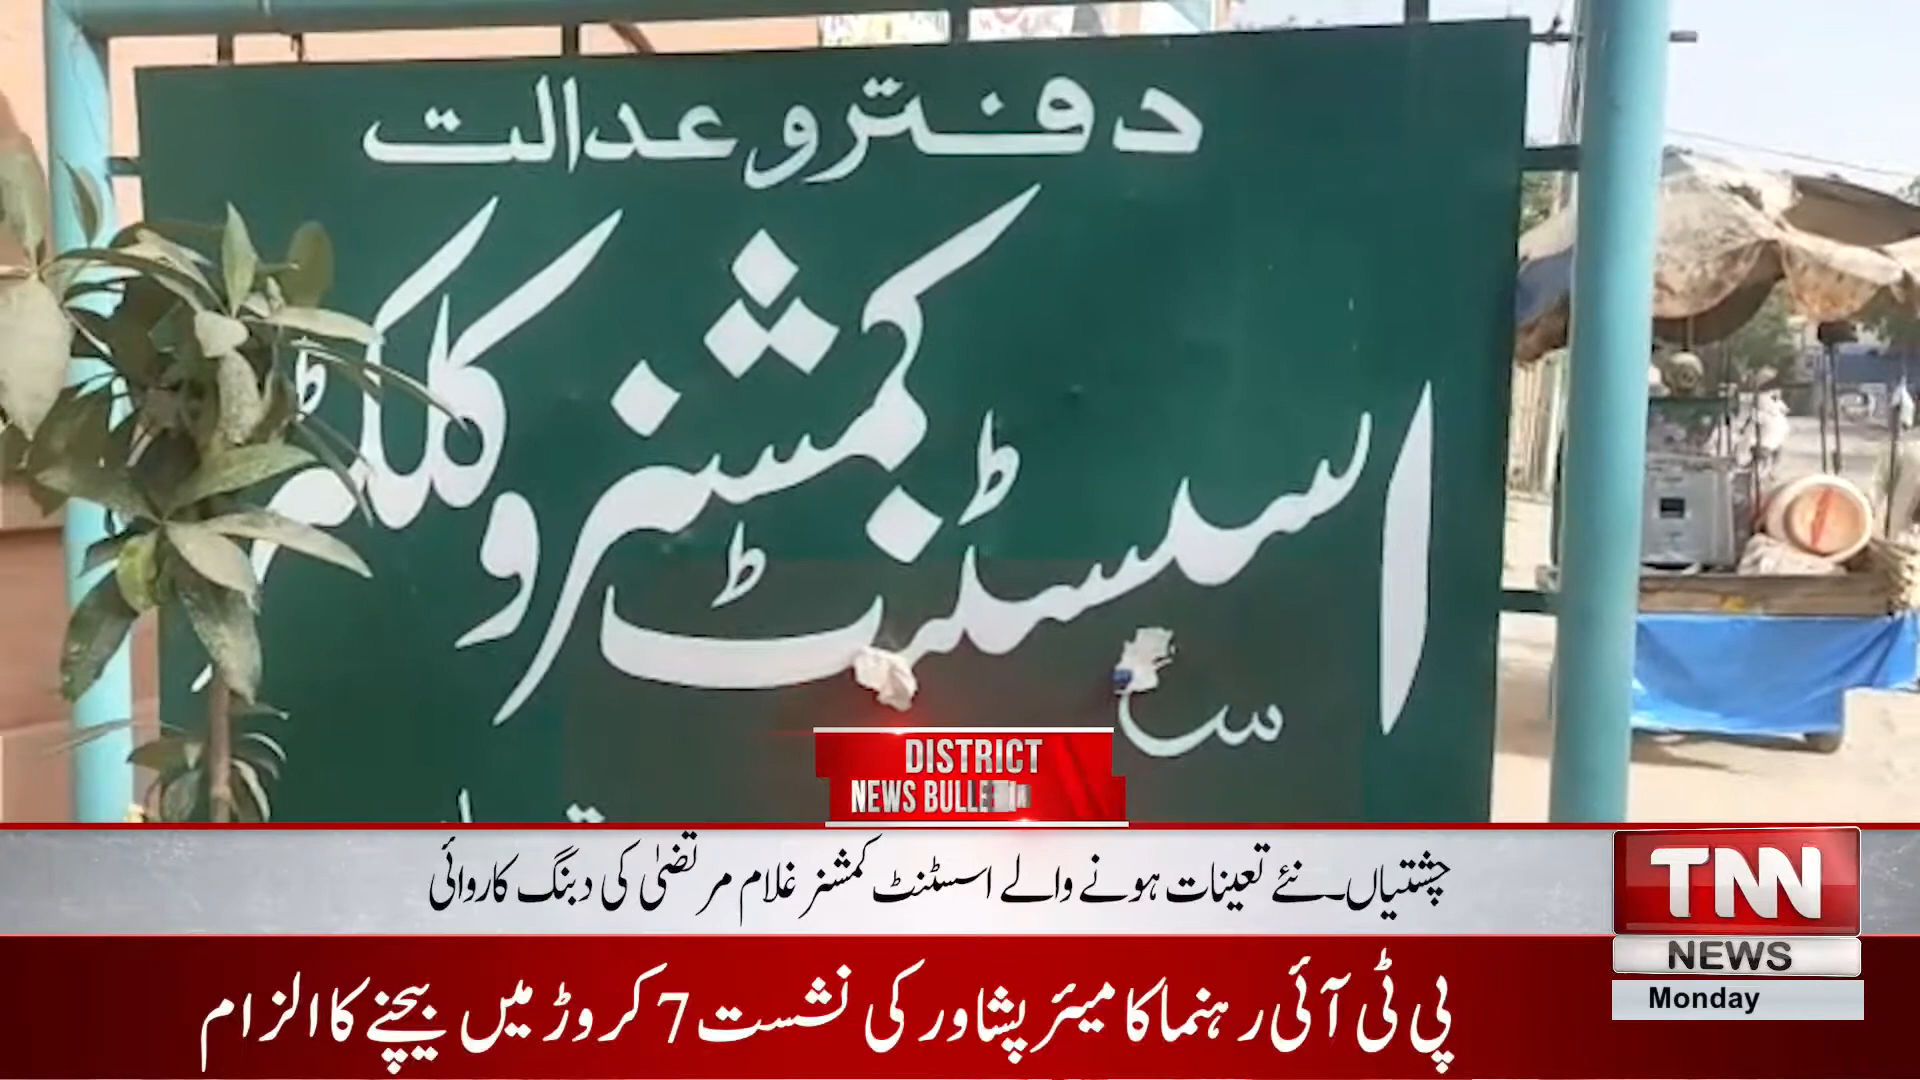 دفتر و عدالت
اسسٹنٹ کمشنر و کلکٹر
DISTRICT
NEWS BULLETIN
چشتیاں نئے تعینات ہونے والے اسسٹنٹ کمشنر غلام مرتضیٰ کی دبنگ کاروائی
پی ٹی آئی رہنما کا میئر پشاور کی نشست 7 کروڑ میں بیچنے کا الزام
TNN
NEWS
Monday